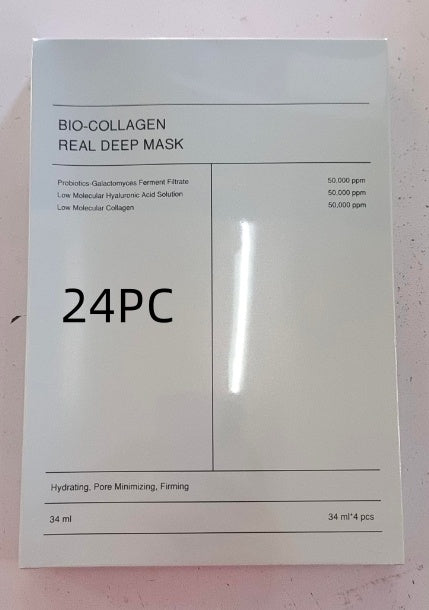 BIO-COLLAGEN
REAL DEEP MASK
Probiotics-Galactomyces Ferment Filtrate 50,000 ppm
Low Molecular Hyaluronic Acid Solution 50,000 ppm
Low Molecular Collagen 50,000 ppm
24PC
Hydrating, Pore Minimizing, Firming
34 ml 34 ml*4 pcs